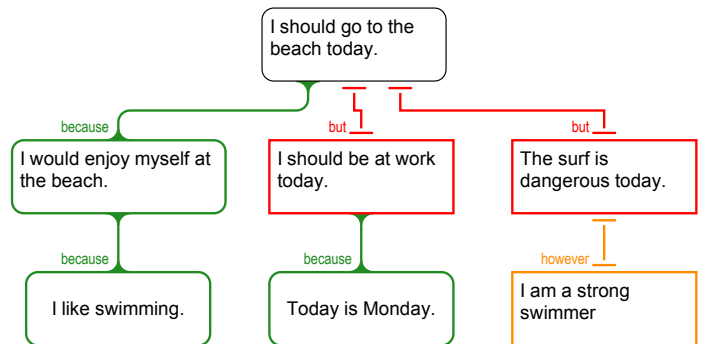 I should go to the
beach today.
because
but
but
I would enjoy myself at
the beach.
I should be at work
today.
The surf is
dangerous today.
because
because
however
I like swimming.
Today is Monday.
I am a strong
swimmer